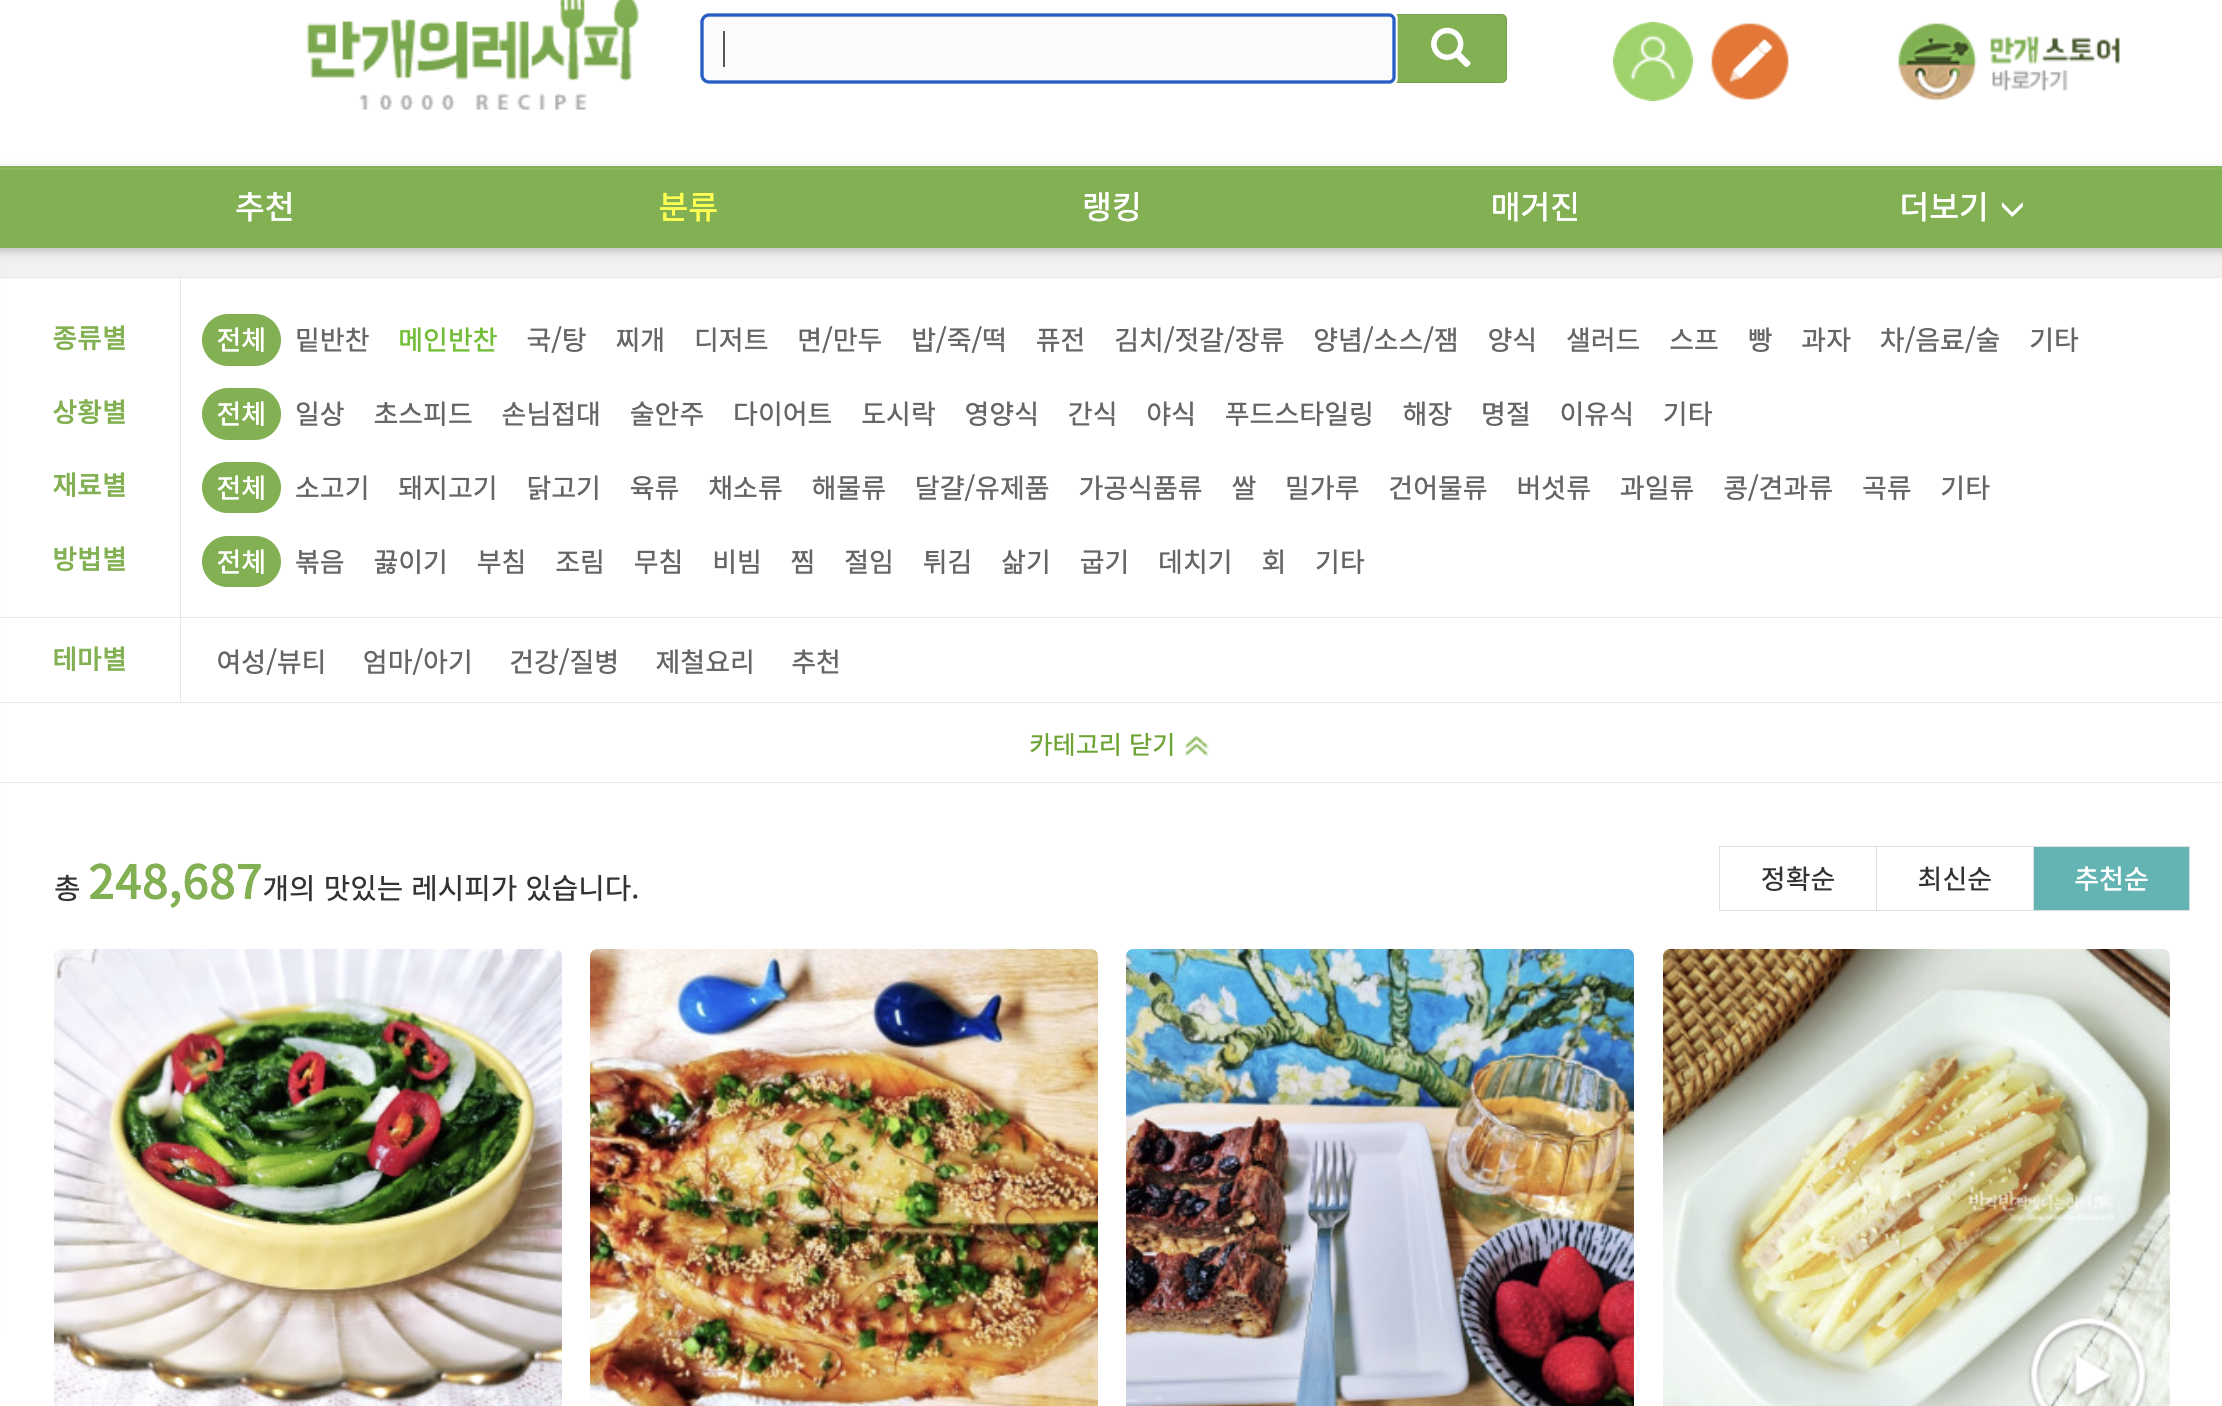 만개의레시피
10000 RECIPE
만개스토어
바로가기
추천 분류 랭킹 매거진 더보기
종류별 전체 밑반찬 메인반찬 국/탕 찌개 디저트 면/만두 밥/죽/떡 퓨전 김치/젓갈/장류 양념/소스/잼 양식 샐러드 스프 빵 과자 차/음료/술 기타
상황별 전체 일상 초스피드 손님접대 술안주 다이어트 도시락 영양식 간식 야식 푸드스타일링 해장 명절 이유식 기타
재료별 전체 소고기 돼지고기 닭고기 육류 채소류 해물류 달걀/유제품 가공식품류 쌀 밀가루 건어물류 버섯류 과일류 콩/견과류 곡류 기타
방법별 전체 볶음 끓이기 부침 조림 무침 비빔 찜 절임 튀김 삶기 굽기 데치기 회 기타
테마별 여성/뷰티 엄마/아기 건강/질병 제철요리 추천
카테고리 닫기
총 248,687개의 맛있는 레시피가 있습니다.
정확순 최신순 추천순